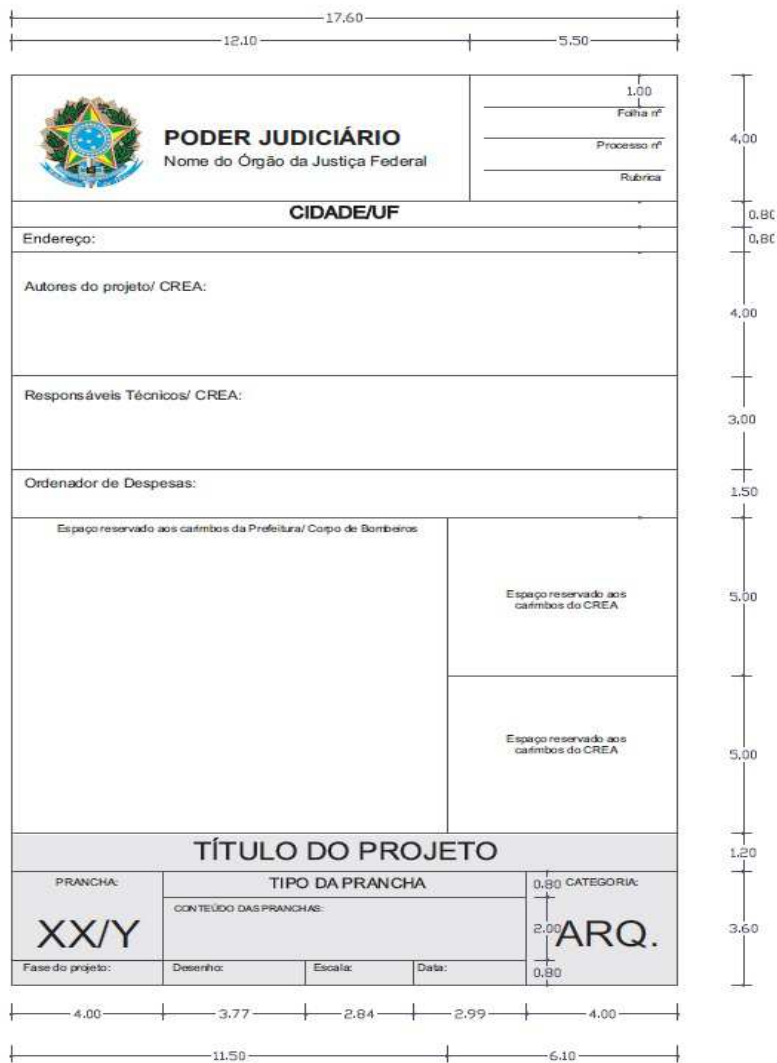 17.60
12.10 5.50
1.00
Folha nº
PODER JUDICIÁRIO
Nome do Órgão da Justiça Federal
Processo nº
4,00
Rubrica
CIDADE/UF
0.80
Endereço:
0,80
Autores do projeto/ CREA:
4.00
Responsáveis Técnicos/ CREA:
3.00
Ordenador de Despesas:
1.50
Espaço reservado aos carimbos da Prefeitura/ Corpo de Bombeiros
Espaço reservado aos
carimbos do CREA
5.00
Espaço reservado aos
carimbos do CREA
5.00
TÍTULO DO PROJETO
1.20
PRANCHA: TIPO DA PRANCHA 0.80 CATEGORIA:
CONTEÚDO DAS PRANCHAS:
XX/Y 2.00 ARQ. 3.60
Fase do projeto: Desenho: Escala: Data: 0.80
4.00 3.77 2.84 2.99 4.00
11.50 6.10